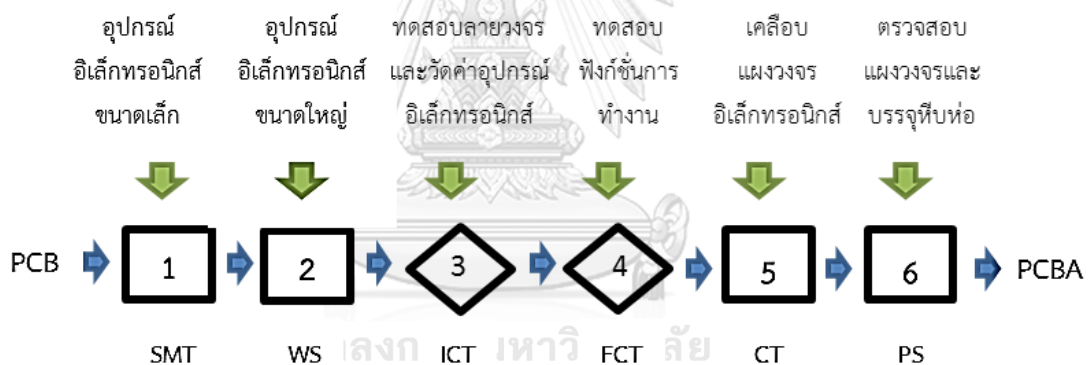 อุปกรณ์
อิเล็กทรอนิกส์
ขนาดเล็ก
อุปกรณ์
อิเล็กทรอนิกส์
ขนาดใหญ่
ทดสอบลายวงจร
และวัดค่าอุปกรณ์
อิเล็กทรอนิกส์
ทดสอบ
ฟังก์ชั่นการ
ทำงาน
เคลือบ
แผงวงจร
อิเล็กทรอนิกส์
ตรวจสอบ
แผงวงจรและ
บรรจุหีบห่อ
PCB 1 2 3 4 5 6 PCBA
SMT WS ICT FCT CT PS